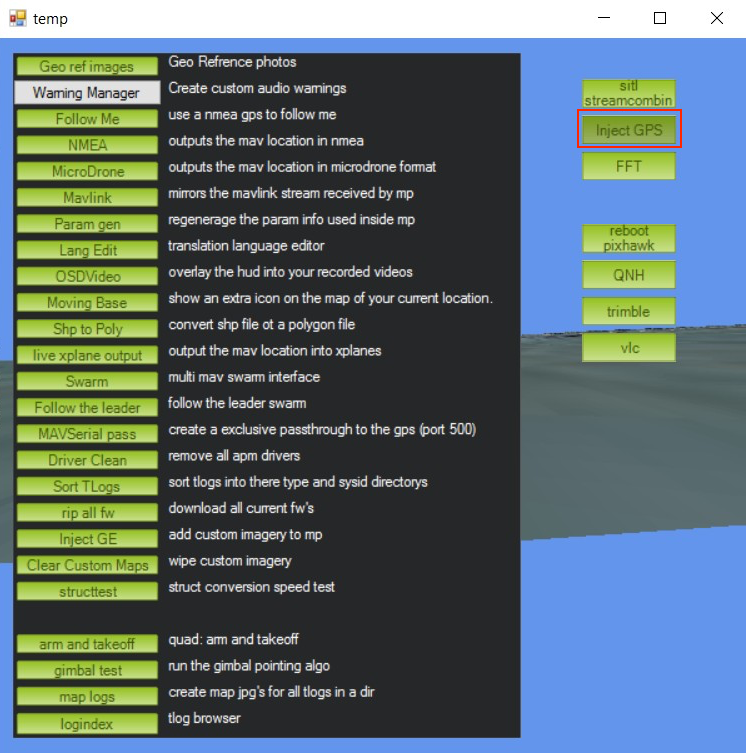 temp
Geo ref images Geo Refrence photos
Warning Manager Create custom audio warnings
Follow Me use a nmea gps to follow me
NMEA outputs the mav location in nmea
MicroDrone outputs the mav location in microdrone format
Mavlink mirrors the mavlink stream received by mp
Param gen regenerage the param info used inside mp
Lang Edit translation language editor
OSDVideo overlay the hud into your recorded videos
Moving Base show an extra icon on the map of your current location.
Shp to Poly convert shp file ot a polygon file
live xplane output output the mav location into xplanes
Swarm multi mav swarm interface
Follow the leader follow the leader swarm
MAVSerial pass create a exclusive passthrough to the gps (port 500)
Driver Clean remove all apm drivers
Sort TLogs sort tlogs into there type and sysid directorys
rip all fw download all current fw's
Inject GE add custom imagery to mp
Clear Custom Maps wipe custom imagery
structtest struct conversion speed test
arm and takeoff quad: arm and takeoff
gimbal test run the gimbal pointing algo
map logs create map jpg's for all tlogs in a dir
logindex tlog browser
sitl
streamcombin
Inject GPS
FFT
reboot
pixhawk
QNH
trimble
vlc